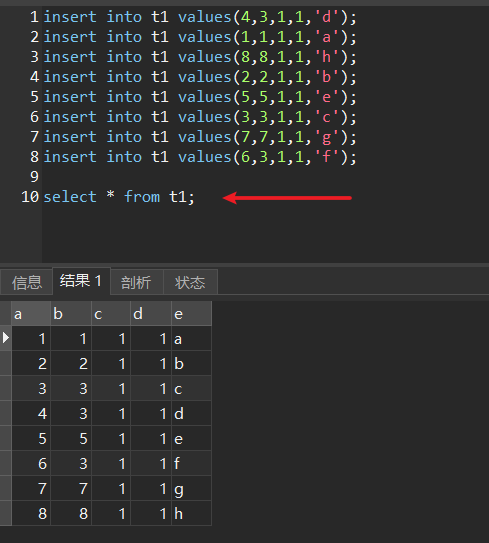 1 insert into t1 values(4,3,1,1,'d');
2 insert into t1 values(1,1,1,1,'a');
3 insert into t1 values(8,8,1,1,'h');
4 insert into t1 values(2,2,1,1,'b');
5 insert into t1 values(5,5,1,1,'e');
6 insert into t1 values(3,3,1,1,'c');
7 insert into t1 values(7,7,1,1,'g');
8 insert into t1 values(6,3,1,1,'f');
9
10 select * from t1;
信息 结果 1 剖析 状态
a b c d e
1 1 1 1 a
2 2 1 1 b
3 3 1 1 c
4 3 1 1 d
5 5 1 1 e
6 3 1 1 f
7 7 1 1 g
8 8 1 1 h